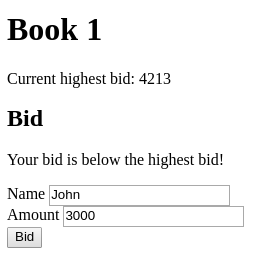 Book 1
Current highest bid: 4213
Bid
Your bid is below the highest bid!
Name John
Amount 3000
Bid